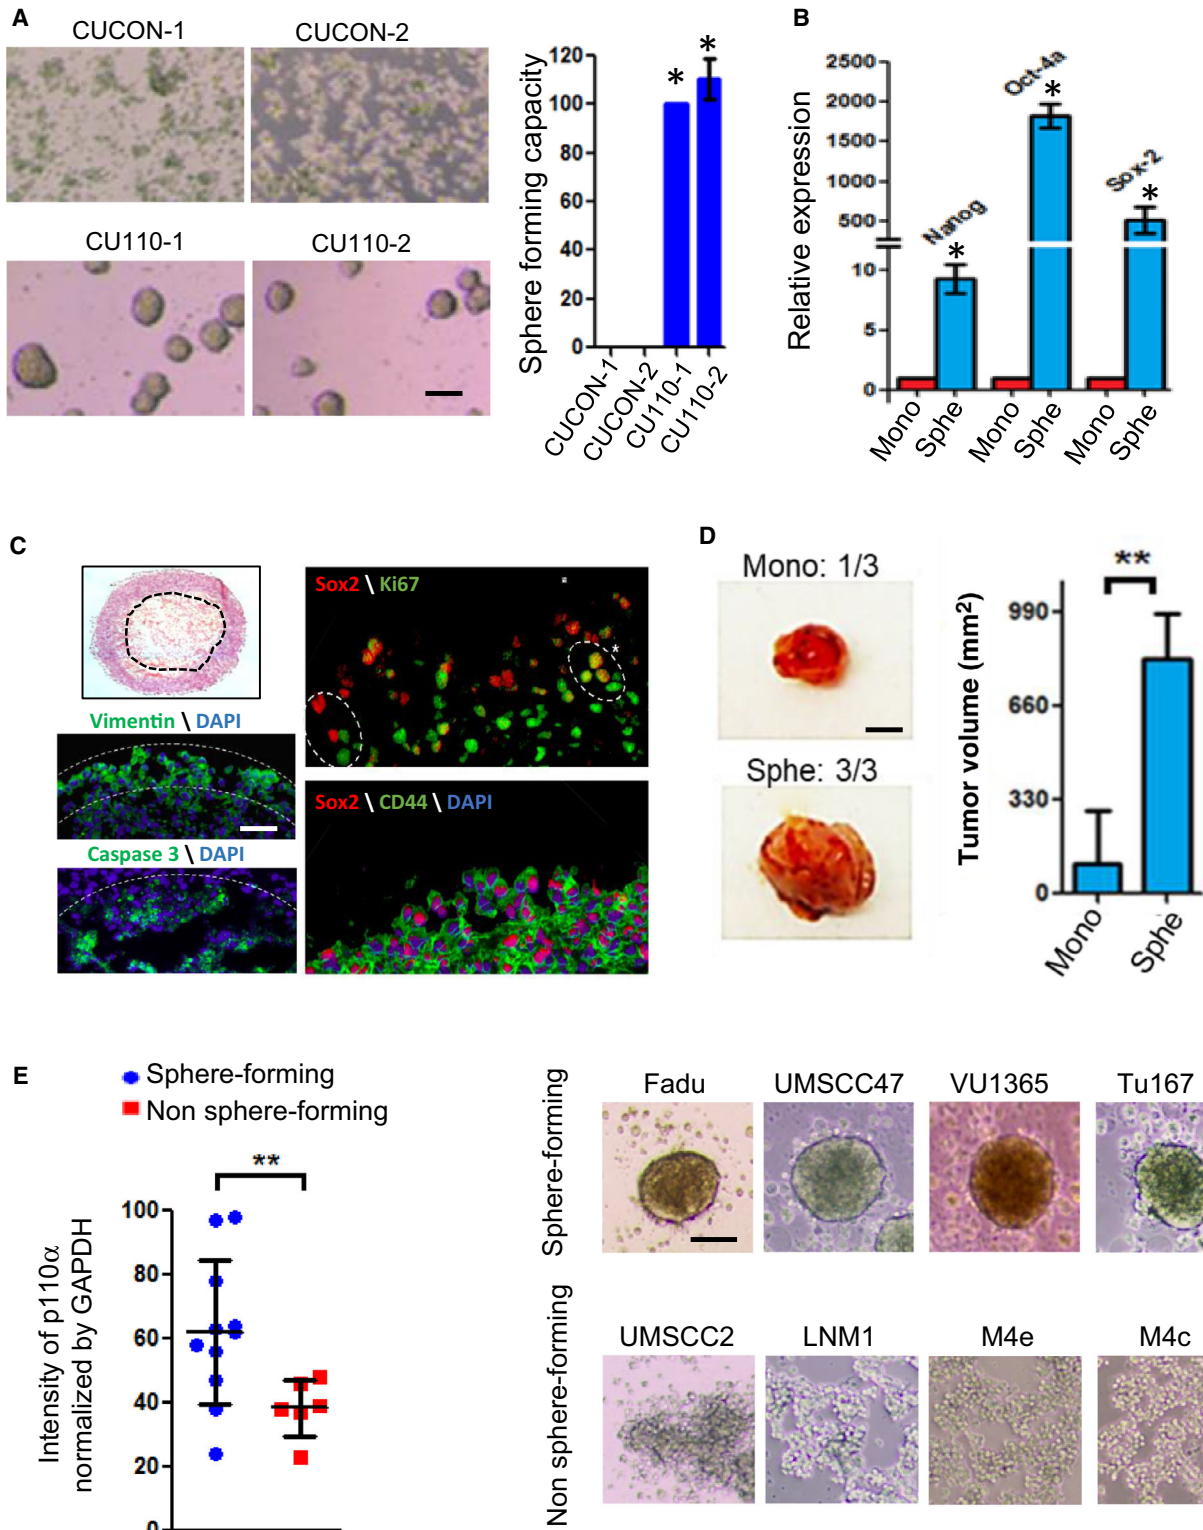 A
CUCON-1
CUCON-2
CU110-1
CU110-2
Sphere forming capacity
120
100
80
60
40
20
0
*
*
CUCON-1
CUCON-2
CU110-1
CU110-2
B
Relative expression
2500
2000
1500
1000
500
10
5
0
Nanog
*
Oct-4a
*
Sox-2
*
Mono
Sphe
Mono
Sphe
Mono
Sphe
C
Vimentin \ DAPI
Caspase 3 \ DAPI
Sox2 \ Ki67
*
Sox2 \ CD44 \ DAPI
D
Mono: 1/3
Sphe: 3/3
Tumor volume (mm²)
990
660
330
0
**
Mono
Sphe
E
Sphere-forming
Non sphere-forming
**
Intensity of p110α
normalized by GAPDH
100
80
60
40
20
0
Sphere-forming
Fadu
UMSCC47
VU1365
Tu167
Non sphere-forming
UMSCC2
LNM1
M4e
M4c